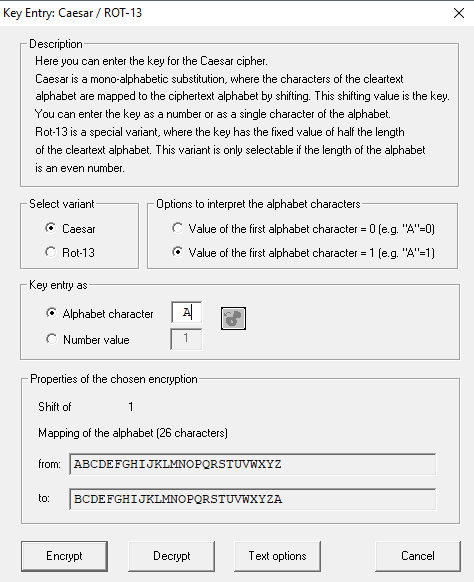 Key Entry: Caesar / ROT-13
Description
Here you can enter the key for the Caesar cipher.
Caesar is a mono-alphabetic substitution, where the characters of the cleartext
alphabet are mapped to the ciphertext alphabet by shifting. This shifting value is the key.
You can enter the key as a number or as a single character of the alphabet.
Rot-13 is a special variant, where the key has the fixed value of half the length
of the cleartext alphabet. This variant is only selectable if the length of the alphabet
is an even number.
Select variant
Caesar
Rot-13
Options to interpret the alphabet characters
Value of the first alphabet character = 0 (e.g. "A"=0)
Value of the first alphabet character = 1 (e.g. "A"=1)
Key entry as
Alphabet character A
Number value 1
Properties of the chosen encryption
Shift of 1
Mapping of the alphabet (26 characters)
from: ABCDEFGHIJKLMNOPQRSTUVWXYZ
to: BCDEFGHIJKLMNOPQRSTUVWXYZA
Encrypt Decrypt Text options Cancel